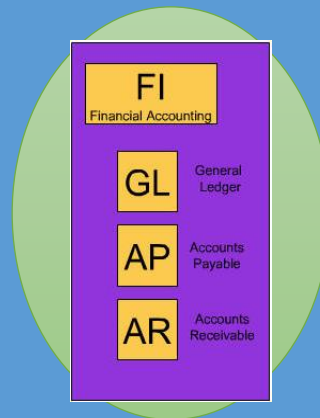 FI
Financial Accounting
GL
General
Ledger
AP
Accounts
Payable
AR
Accounts
Receivable